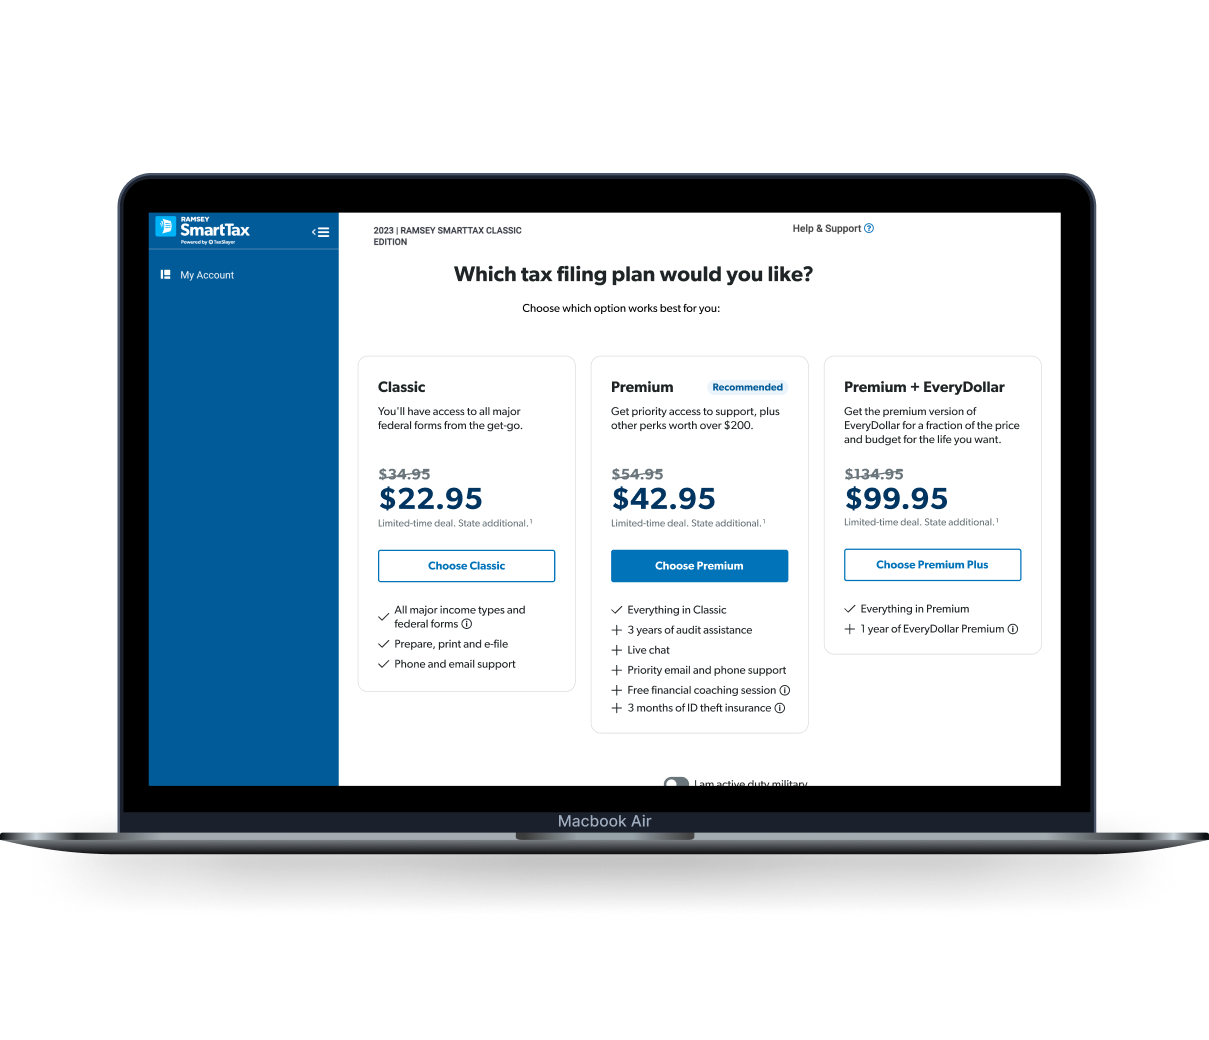 RAMSEY
SmartTax
Powered by TaxSlayer
My Account
2023 | RAMSEY SMARTTAX CLASSIC
EDITION
Help & Support
Which tax filing plan would you like?
Choose which option works best for you:
Classic
You'll have access to all major
federal forms from the get-go.
$34.95
$22.95
Limited-time deal. State additional.¹
Choose Classic
All major income types and
federal forms
Prepare, print and e-file
Phone and email support
Premium
Recommended
Get priority access to support, plus
other perks worth over $200.
$54.95
$42.95
Limited-time deal. State additional.¹
Choose Premium
Everything in Classic
3 years of audit assistance
Live chat
Priority email and phone support
Free financial coaching session
3 months of ID theft insurance
Premium + EveryDollar
Get the premium version of
EveryDollar for a fraction of the price
and budget for the life you want.
$134.95
$99.95
Limited-time deal. State additional.¹
Choose Premium Plus
Everything in Premium
1 year of EveryDollar Premium
I am active duty military
Macbook Air